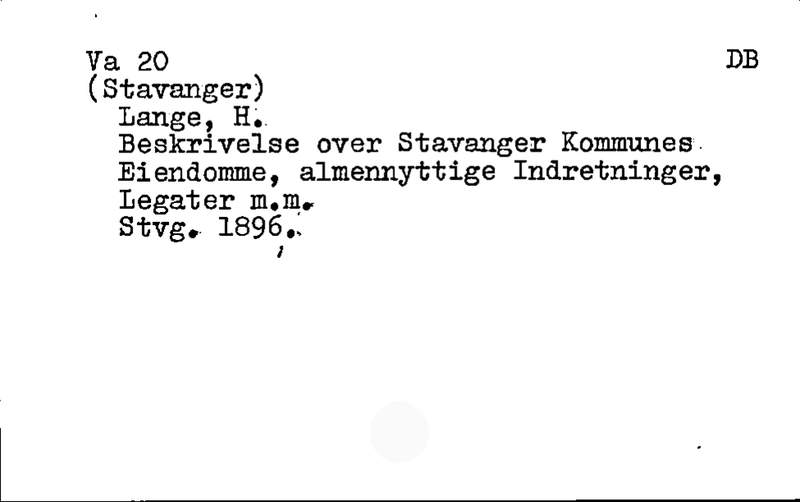 Va 20 DB
(Stavanger)
Lange, H.
Beskrivelse over Stavanger Kommunes
Eiendomme, almennyttige Indretninger,
Legater m.m.
Stvg. 1896.